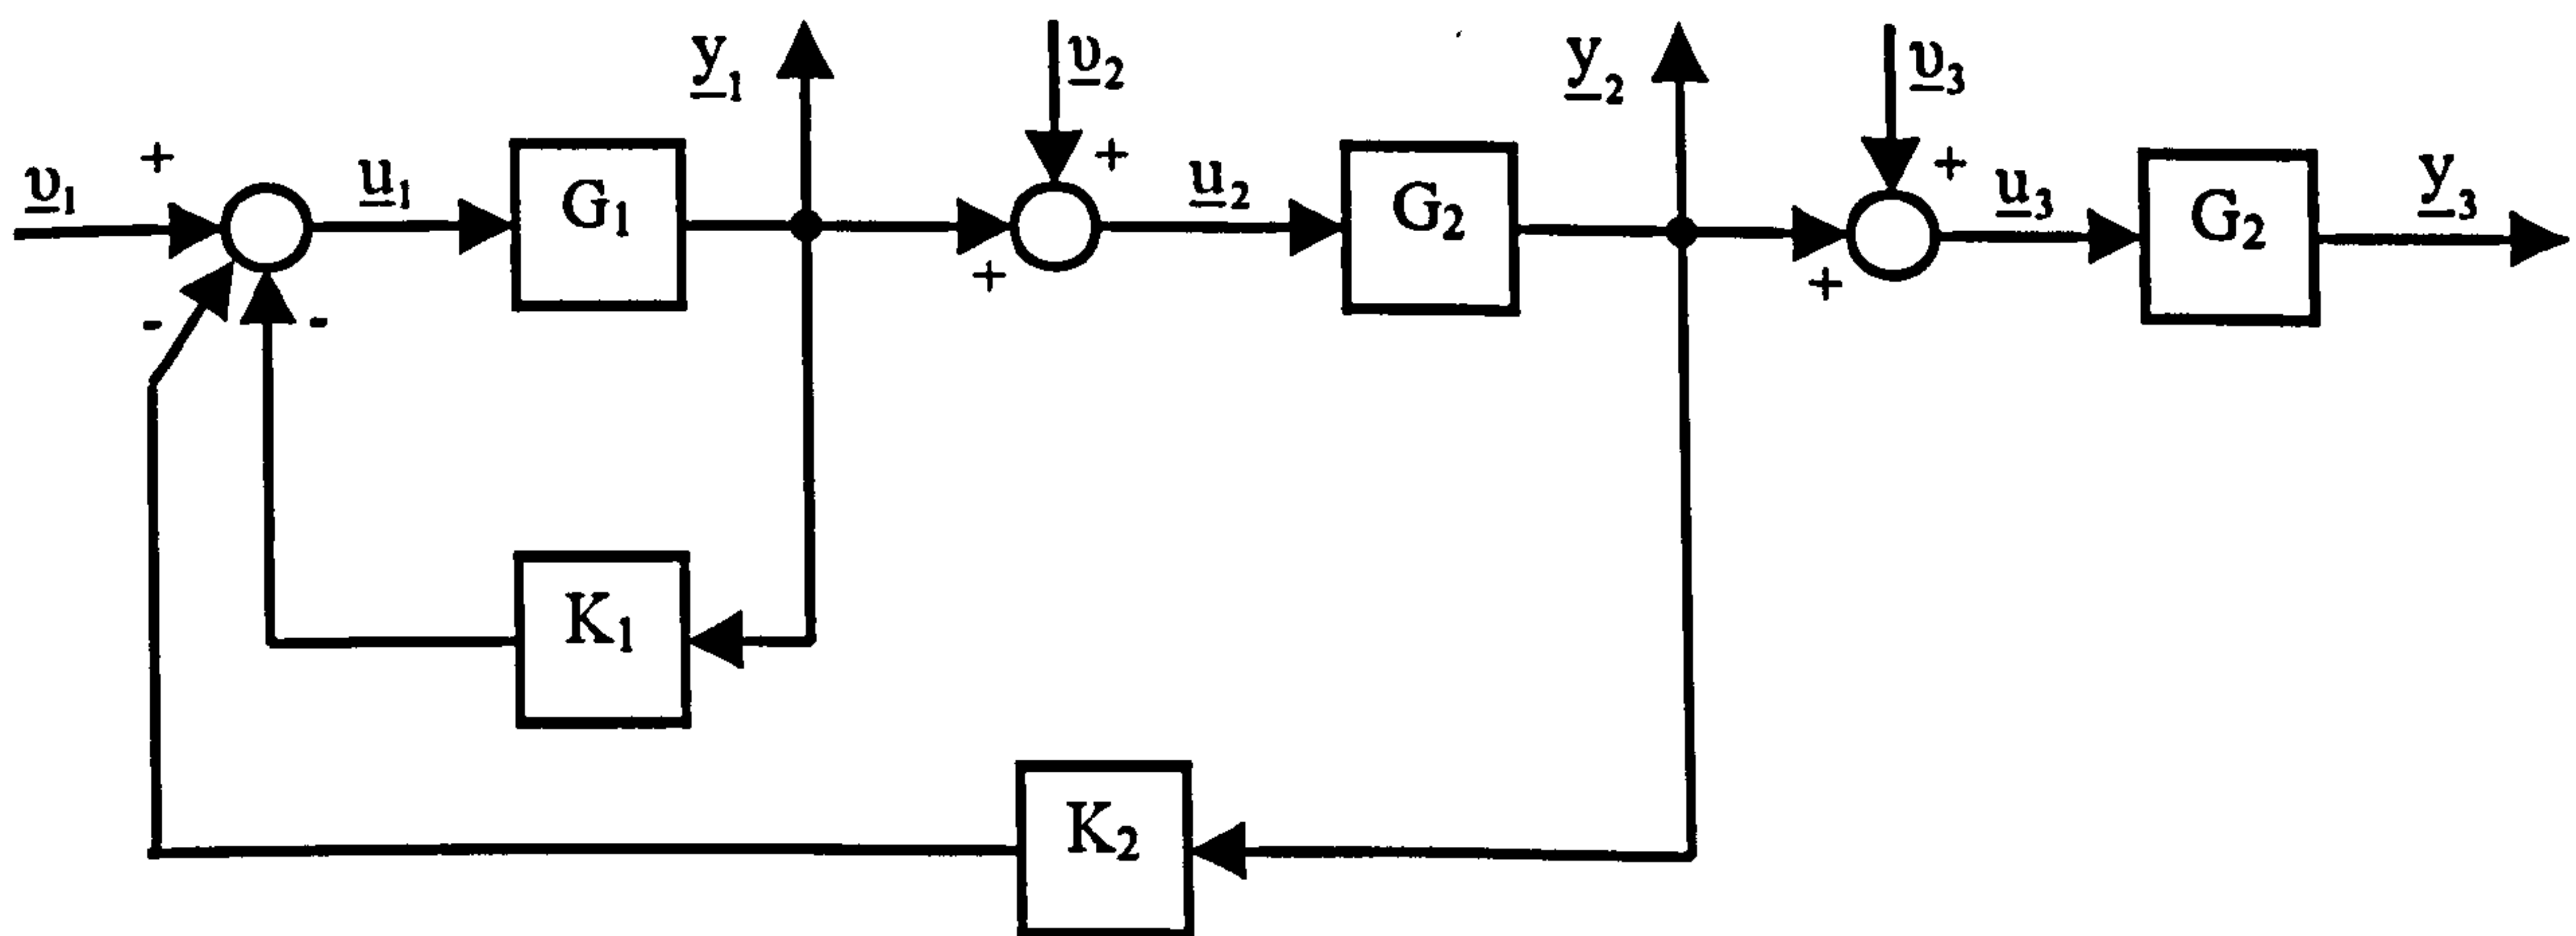 y₁
υ₂
y₂
υ₃
υ₁
+
u₁
G₁
+
+
u₂
G₂
+
+
u₃
G₂
y₃
-
-
K₁
K₂